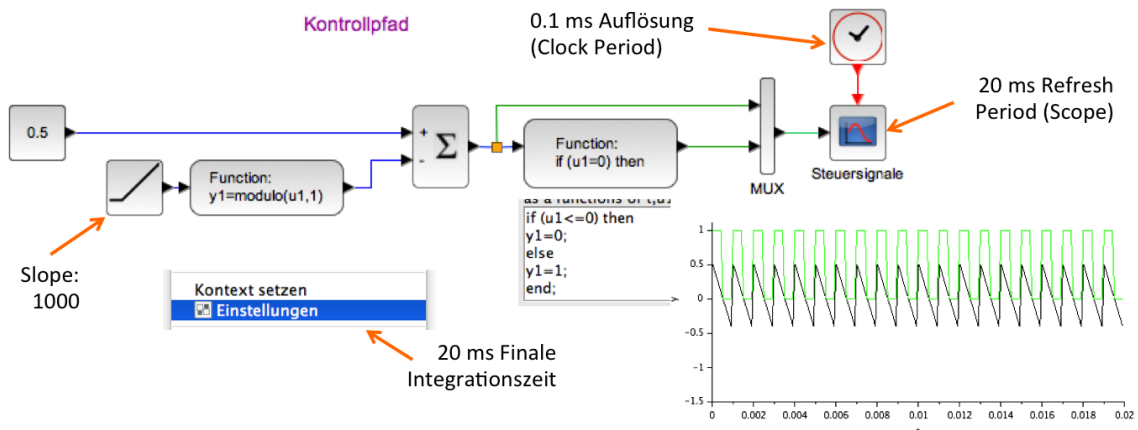 Kontrollpfad
0.1 ms Auflösung
(Clock Period)
20 ms Refresh
Period (Scope)
0.5
+
-
Σ
Function:
if (u1=0) then
MUX
Steuersignale
Function:
y1=modulo(u1,1)
Slope:
1000
if (u1<=0) then
y1=0;
else
y1=1;
end;
Kontext setzen
Einstellungen
20 ms Finale
Integrationszeit
1
0.5
0
-0.5
-1
-1.5
0 0.002 0.004 0.006 0.008 0.01 0.012 0.014 0.016 0.018 0.02